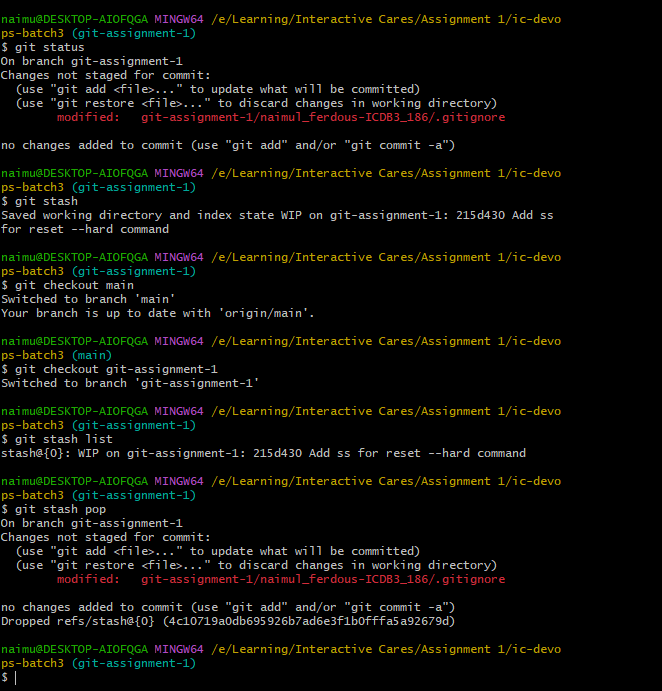 naimu@DESKTOP-AIOFQGA MINGW64 /e/Learning/Interactive Cares/Assignment 1/ic-devo
ps-batch3 (git-assignment-1)
$ git status
On branch git-assignment-1
Changes not staged for commit:
  (use "git add <file>..." to update what will be committed)
  (use "git restore <file>..." to discard changes in working directory)
        modified:   git-assignment-1/naimul_ferdous-ICDB3_186/.gitignore

no changes added to commit (use "git add" and/or "git commit -a")

naimu@DESKTOP-AIOFQGA MINGW64 /e/Learning/Interactive Cares/Assignment 1/ic-devo
ps-batch3 (git-assignment-1)
$ git stash
Saved working directory and index state WIP on git-assignment-1: 215d430 Add ss
for reset --hard command

naimu@DESKTOP-AIOFQGA MINGW64 /e/Learning/Interactive Cares/Assignment 1/ic-devo
ps-batch3 (git-assignment-1)
$ git checkout main
Switched to branch 'main'
Your branch is up to date with 'origin/main'.

naimu@DESKTOP-AIOFQGA MINGW64 /e/Learning/Interactive Cares/Assignment 1/ic-devo
ps-batch3 (main)
$ git checkout git-assignment-1
Switched to branch 'git-assignment-1'

naimu@DESKTOP-AIOFQGA MINGW64 /e/Learning/Interactive Cares/Assignment 1/ic-devo
ps-batch3 (git-assignment-1)
$ git stash list
stash@{0}: WIP on git-assignment-1: 215d430 Add ss for reset --hard command

naimu@DESKTOP-AIOFQGA MINGW64 /e/Learning/Interactive Cares/Assignment 1/ic-devo
ps-batch3 (git-assignment-1)
$ git stash pop
On branch git-assignment-1
Changes not staged for commit:
  (use "git add <file>..." to update what will be committed)
  (use "git restore <file>..." to discard changes in working directory)
        modified:   git-assignment-1/naimul_ferdous-ICDB3_186/.gitignore

no changes added to commit (use "git add" and/or "git commit -a")
Dropped refs/stash@{0} (4c10719a0db695926b7ad6e3f1b0fffa5a92679d)

naimu@DESKTOP-AIOFQGA MINGW64 /e/Learning/Interactive Cares/Assignment 1/ic-devo
ps-batch3 (git-assignment-1)
$